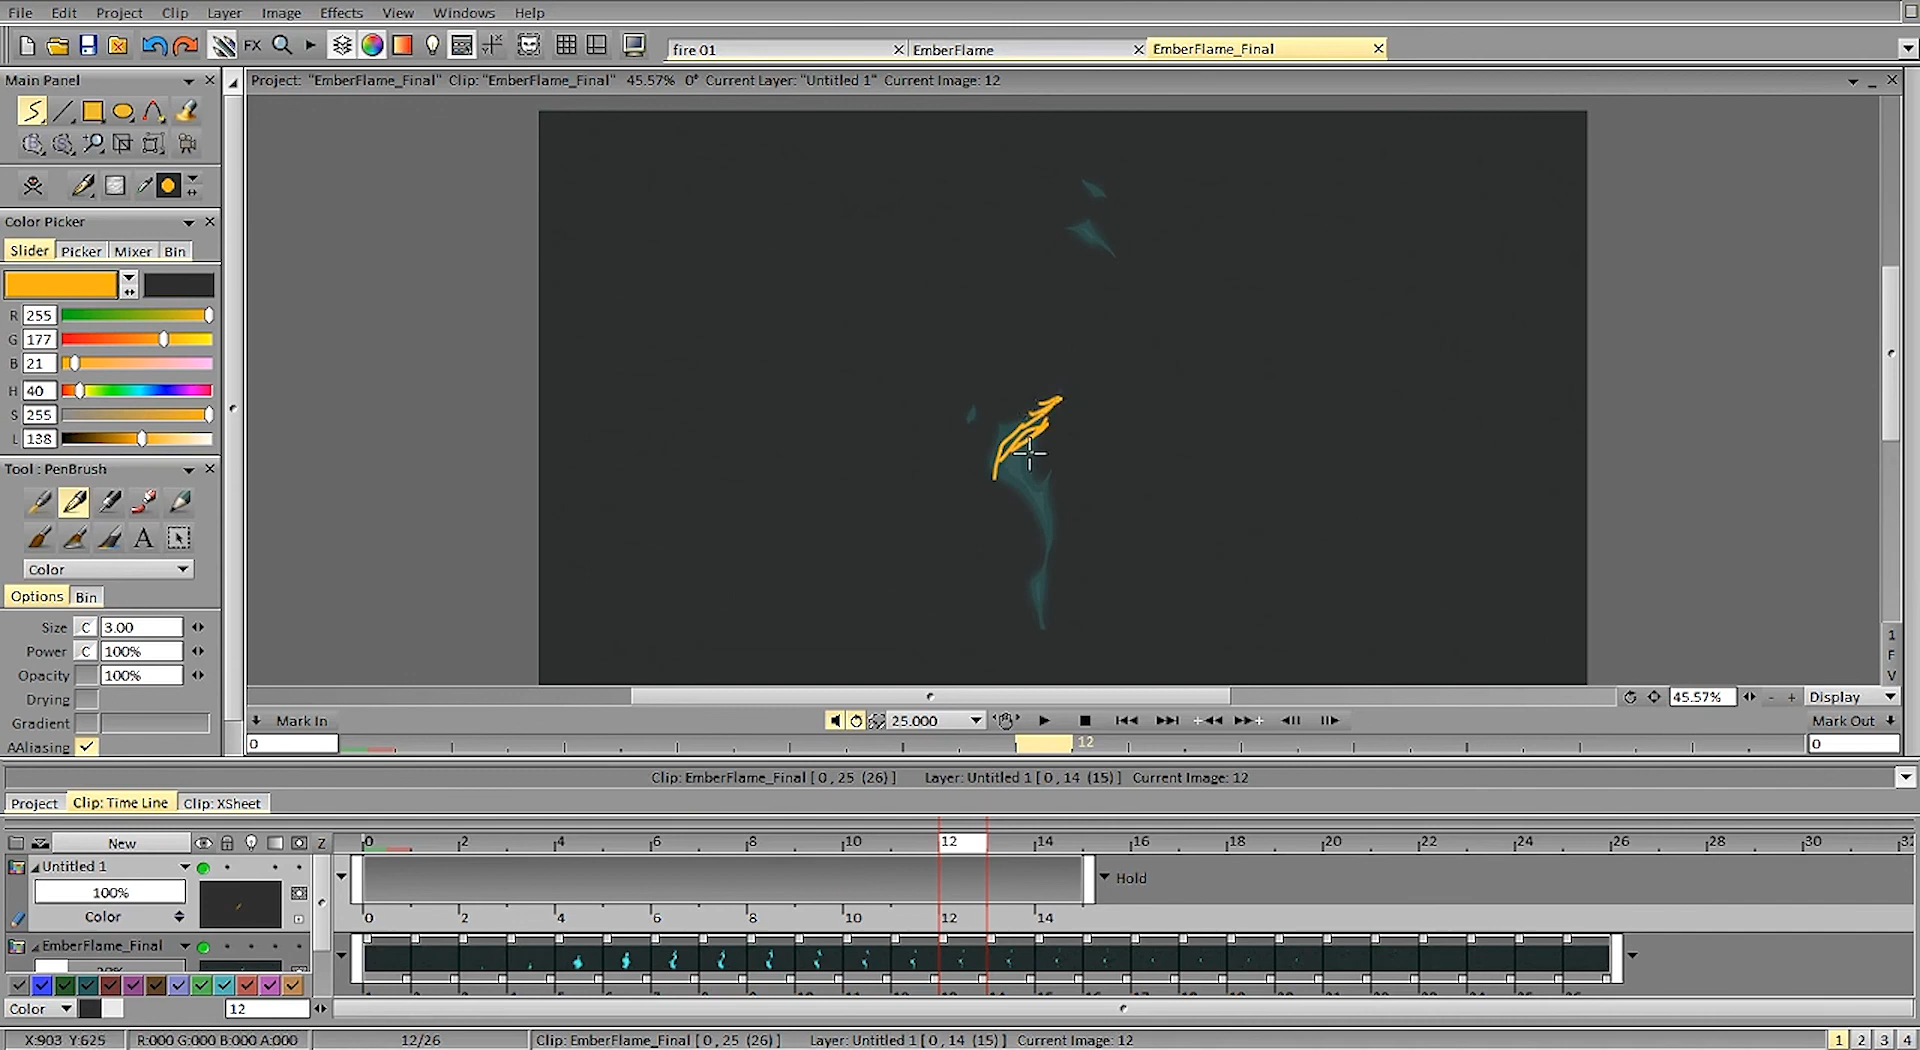 File Edit Project Clip Layer Image Effects View Windows Help
FX fire 01 EmberFlame EmberFlame_Final
Main Panel
Project: "EmberFlame_Final" Clip: "EmberFlame_Final" 45.57% 0° Current Layer: "Untitled 1" Current Image: 12
Color Picker
Slider Picker Mixer Bin
R 255
G 177
B 21
H 40
S 255
L 138
Tool : PenBrush
A
Color
Options Bin
Size C 3.00
Power C 100%
Opacity 100%
Drying
Gradient
AAliasing
1
F
V
45.57% - + Display
Mark In 25.000 Mark Out
0 12 0
Clip: EmberFlame_Final [ 0 , 25 (26) ] Layer: Untitled 1 [ 0 , 14 (15) ] Current Image: 12
Project Clip: Time Line Clip: XSheet
New Z 0 2 4 6 8 10 12 14 16 18 20 22 24 26 28 30 32
Untitled 1
100% Hold
Color 0 2 4 6 8 10 12 14
EmberFlame_Final
Color 12
X:903 Y:625 R:000 G:000 B:000 A:000 12/26 Clip: EmberFlame_Final [ 0 , 25 (26) ] Layer: Untitled 1 [ 0 , 14 (15) ] Current Image: 12 1 2 3 4